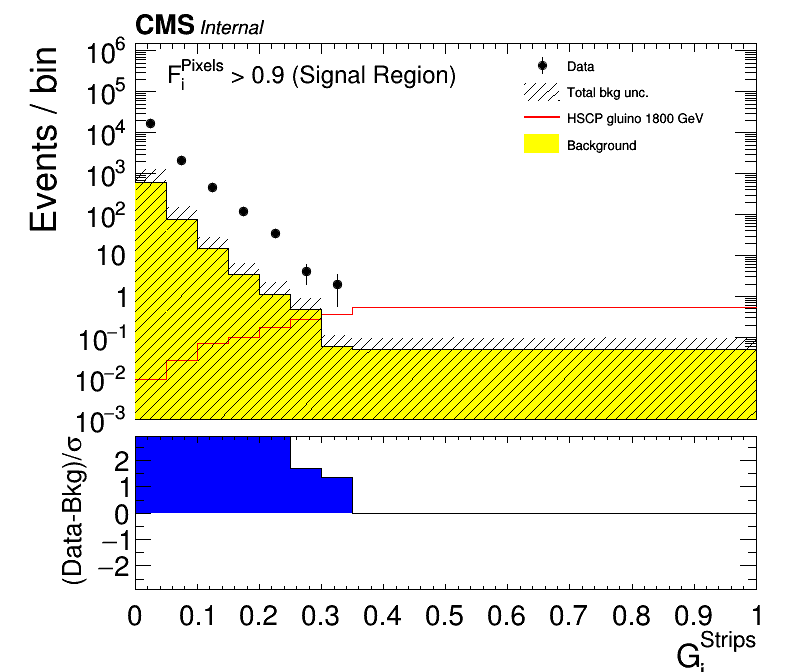 CMS Internal
Events / bin
F_i^Pixels > 0.9 (Signal Region)
Data
Total bkg unc.
HSCP gluino 1800 GeV
Background
10^6
10^5
10^4
10^3
10^2
10
1
10^−1
10^−2
10^−3
(Data-Bkg)/σ
2
1
0
−1
−2
0 0.1 0.2 0.3 0.4 0.5 0.6 0.7 0.8 0.9 1
G_i^Strips